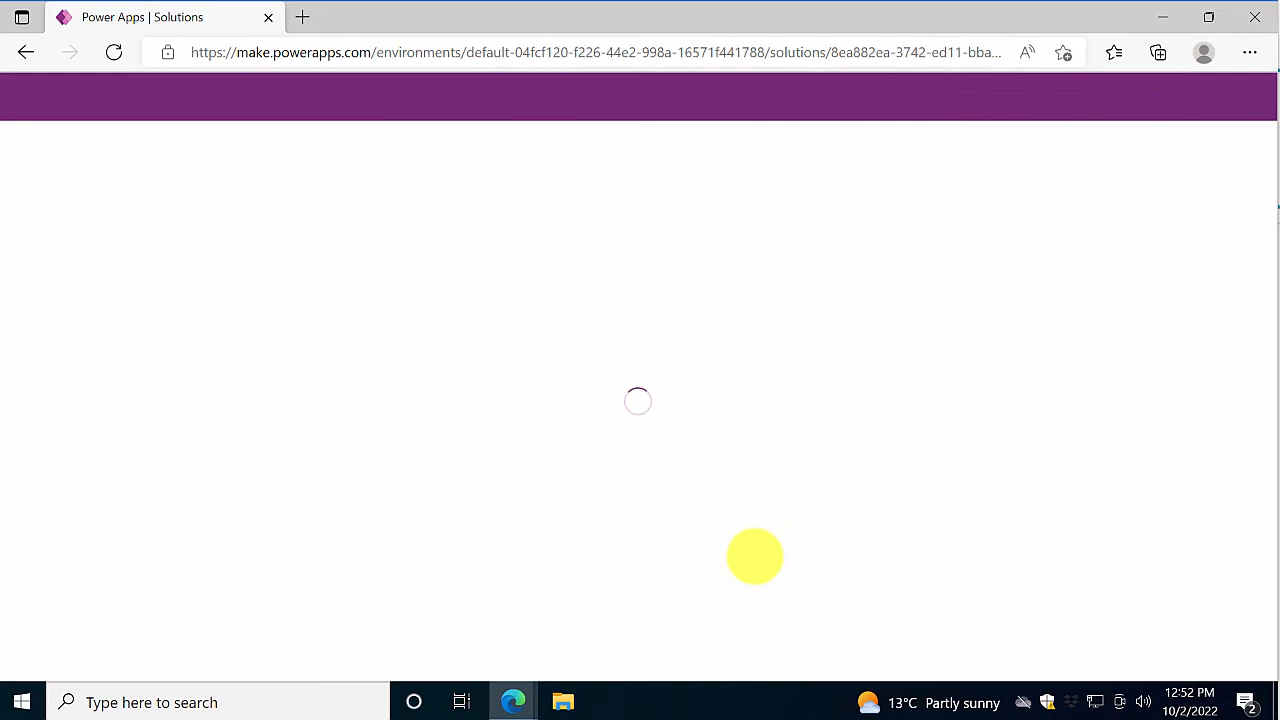 Power Apps | Solutions
https://make.powerapps.com/environments/default-04fcf120-f226-44e2-998a-16571f441788/solutions/8ea882ea-3742-ed11-bba...
Type here to search
13°C Partly sunny
12:52 PM
10/2/2022
2